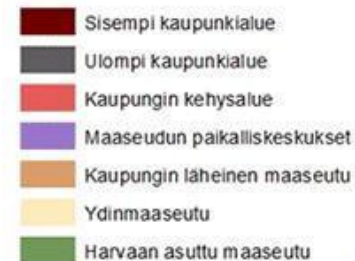 Sisempi kaupunkialue
Ulompi kaupunkialue
Kaupungin kehysalue
Maaseudun paikalliskeskukset
Kaupungin läheinen maaseutu
Ydinmaaseutu
Harvaan asuttu maaseutu